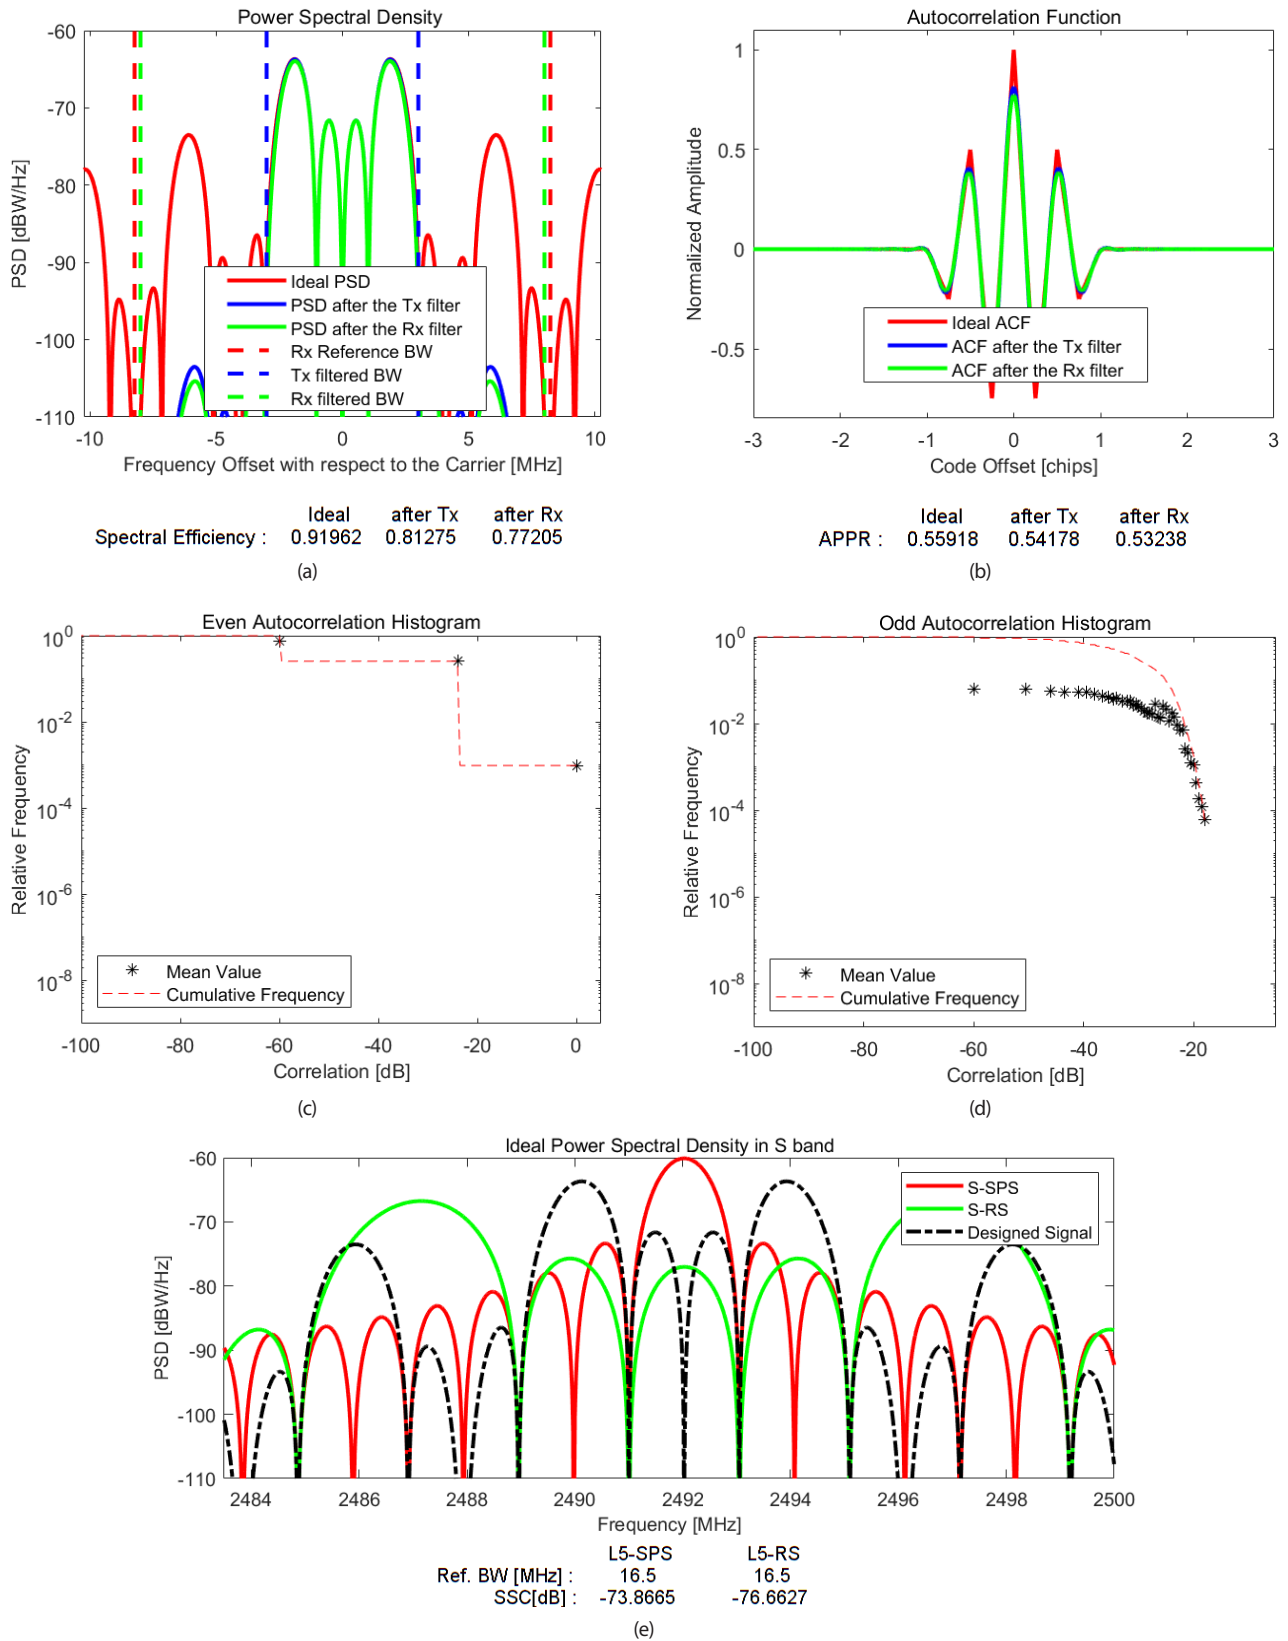 Power Spectral Density
-60
-70
-80
-90
-100
-110
PSD [dBW/Hz]
Ideal PSD
PSD after the Tx filter
PSD after the Rx filter
Rx Reference BW
Tx filtered BW
Rx filtered BW
-10 -5 0 5 10
Frequency Offset with respect to the Carrier [MHz]
Ideal after Tx after Rx
Spectral Efficiency : 0.91962 0.81275 0.77205
(a)
Autocorrelation Function
1
0.5
0
-0.5
Normalized Amplitude
Ideal ACF
ACF after the Tx filter
ACF after the Rx filter
-3 -2 -1 0 1 2 3
Code Offset [chips]
Ideal after Tx after Rx
APPR : 0.55918 0.54178 0.53238
(b)
Even Autocorrelation Histogram
10^0
10^-2
10^-4
10^-6
10^-8
Relative Frequency
Mean Value
Cumulative Frequency
-100 -80 -60 -40 -20 0
Correlation [dB]
(c)
Odd Autocorrelation Histogram
10^0
10^-2
10^-4
10^-6
10^-8
Relative Frequency
Mean Value
Cumulative Frequency
-100 -80 -60 -40 -20
Correlation [dB]
(d)
Ideal Power Spectral Density in S band
-60
-70
-80
-90
-100
-110
PSD [dBW/Hz]
S-SPS
S-RS
Designed Signal
2484 2486 2488 2490 2492 2494 2496 2498 2500
Frequency [MHz]
L5-SPS L5-RS
Ref. BW [MHz] : 16.5 16.5
SSC[dB] : -73.8665 -76.6627
(e)